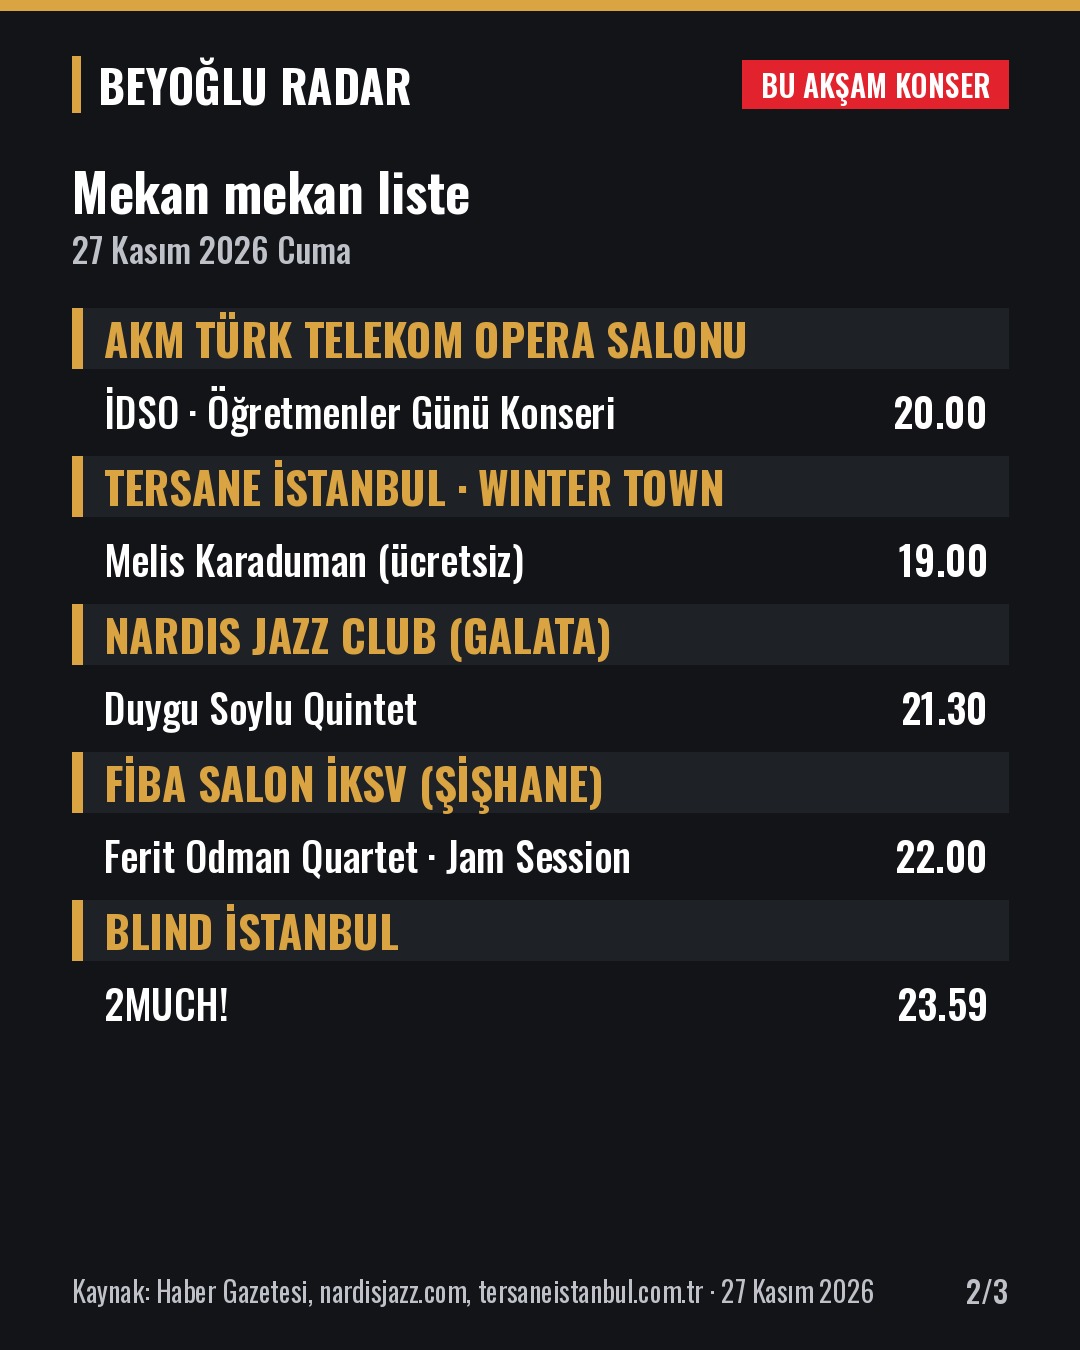 BEYOĞLU RADAR
BU AKŞAM KONSER
Mekan mekan liste
27 Kasım 2026 Cuma
AKM TÜRK TELEKOM OPERA SALONU
İDSO · Öğretmenler Günü Konseri 20.00
TERSANE İSTANBUL · WINTER TOWN
Melis Karaduman (ücretsiz) 19.00
NARDIS JAZZ CLUB (GALATA)
Duygu Soylu Quintet 21.30
FİBA SALON İKSV (ŞİŞHANE)
Ferit Odman Quartet · Jam Session 22.00
BLIND İSTANBUL
2MUCH! 23.59
Kaynak: Haber Gazetesi, nardisjazz.com, tersaneistanbul.com.tr · 27 Kasım 2026 2/3